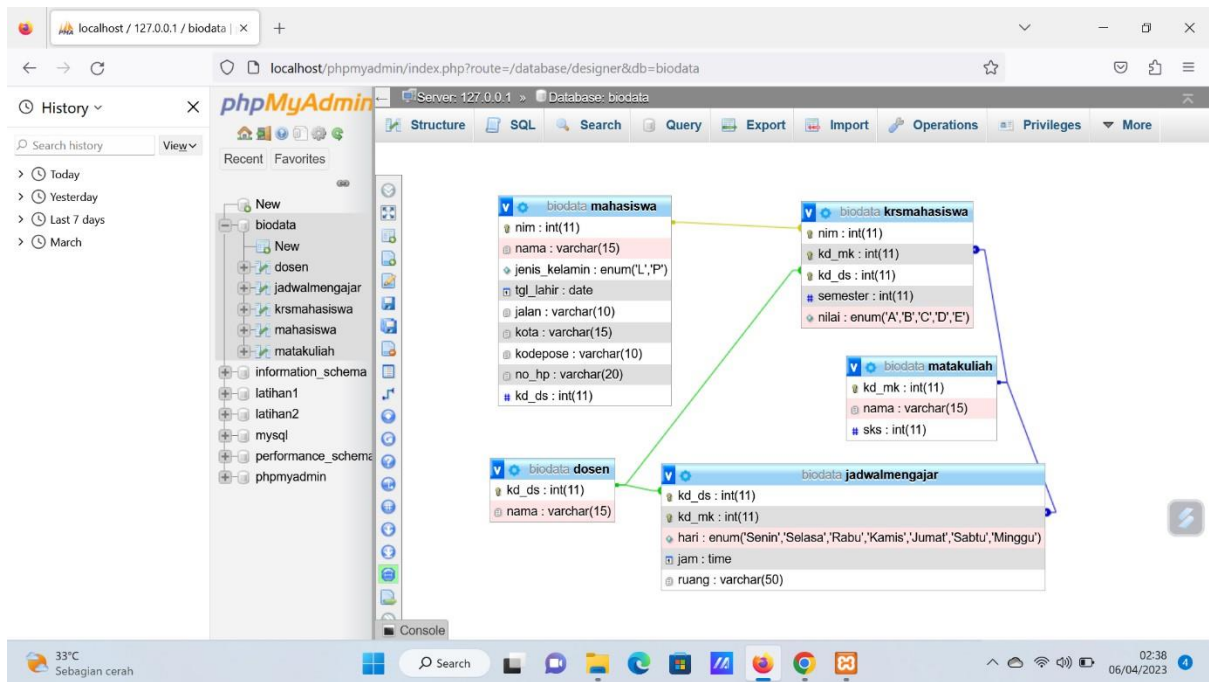 localhost / 127.0.0.1 / biodata |
localhost/phpmyadmin/index.php?route=/database/designer&db=biodata
History
Search history
View
Today
Yesterday
Last 7 days
March
phpMyAdmin
Recent Favorites
New
biodata
New
dosen
jadwalmengajar
krsmahasiswa
mahasiswa
matakuliah
information_schema
latihan1
latihan2
mysql
performance_schema
phpmyadmin
Server: 127.0.0.1 » Database: biodata
Structure SQL Search Query Export Import Operations Privileges More
v biodata mahasiswa
nim : int(11)
nama : varchar(15)
jenis_kelamin : enum('L','P')
tgl_lahir : date
jalan : varchar(10)
kota : varchar(15)
kodepose : varchar(10)
no_hp : varchar(20)
# kd_ds : int(11)
v biodata krsmahasiswa
nim : int(11)
kd_mk : int(11)
kd_ds : int(11)
# semester : int(11)
nilai : enum('A','B','C','D','E')
v biodata matakuliah
kd_mk : int(11)
nama : varchar(15)
# sks : int(11)
v biodata dosen
kd_ds : int(11)
nama : varchar(15)
v biodata jadwalmengajar
kd_ds : int(11)
kd_mk : int(11)
hari : enum('Senin','Selasa','Rabu','Kamis','Jumat','Sabtu','Minggu')
jam : time
ruang : varchar(50)
Console
33°C
Sebagian cerah
Search
02:38
06/04/2023
4